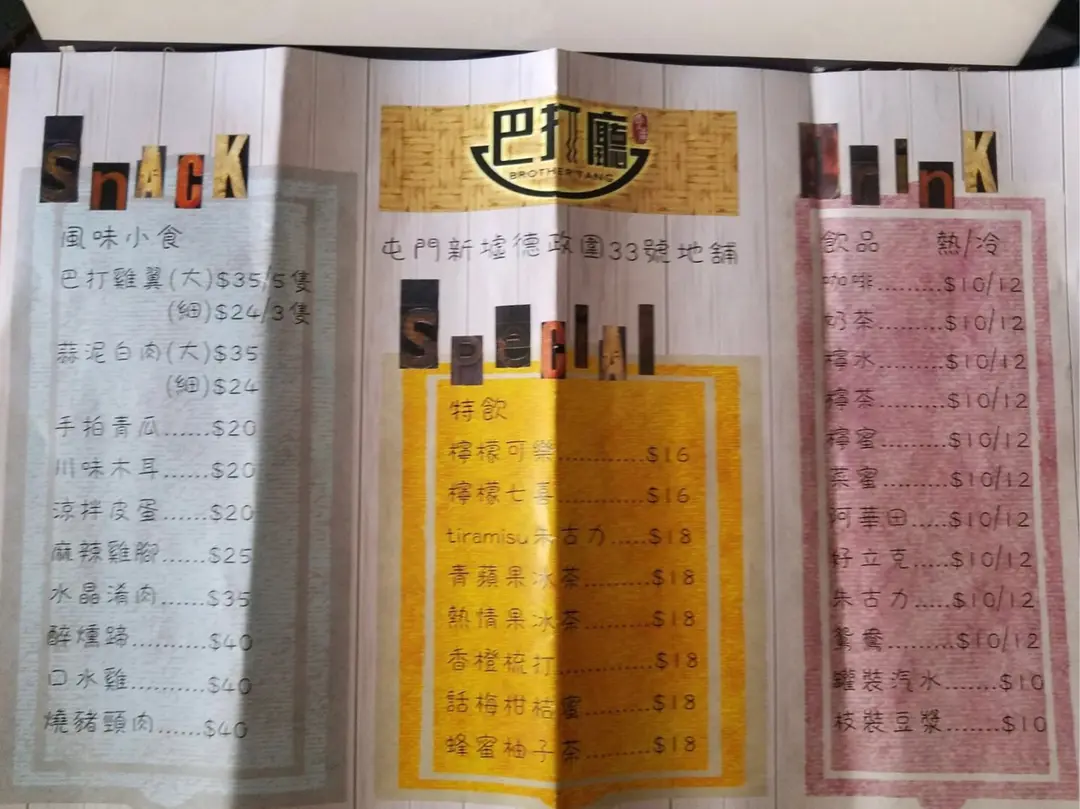 SnACK
風味小食
巴打雞翼(大)$35/5隻
(細)$24/3隻
蒜泥白肉(大)$35
(細)$24
手拍青瓜......$20
川味木耳......$20
涼拌皮蛋......$20
麻辣雞腳......$25
水晶淆肉......$35
醉燻蹄.........$40
口水雞..........$40
燒豬頸肉......$40
巴打廳
BROTHER TANG
屯門新墟德政圍33號地舖
SpeCIAl
特飲
檸檬可樂............$16
檸檬七喜............$16
tiramisu朱古力.....$18
青蘋果冰茶.........$18
熱情果冰茶.........$18
香橙梳打............$18
話梅柑桔蜜.........$18
蜂蜜柚子茶.........$18
DrInK
飲品 熱/冷
咖啡.........$10/12
奶茶.........$10/12
檸水.........$10/12
檸茶.........$10/12
檸蜜.........$10/12
菜蜜.........$10/12
阿華田.....$10/12
好立克.....$10/12
朱古力.....$10/12
鴛鴦.........$10/12
罐裝汽水.......$10
枝裝豆漿.......$10